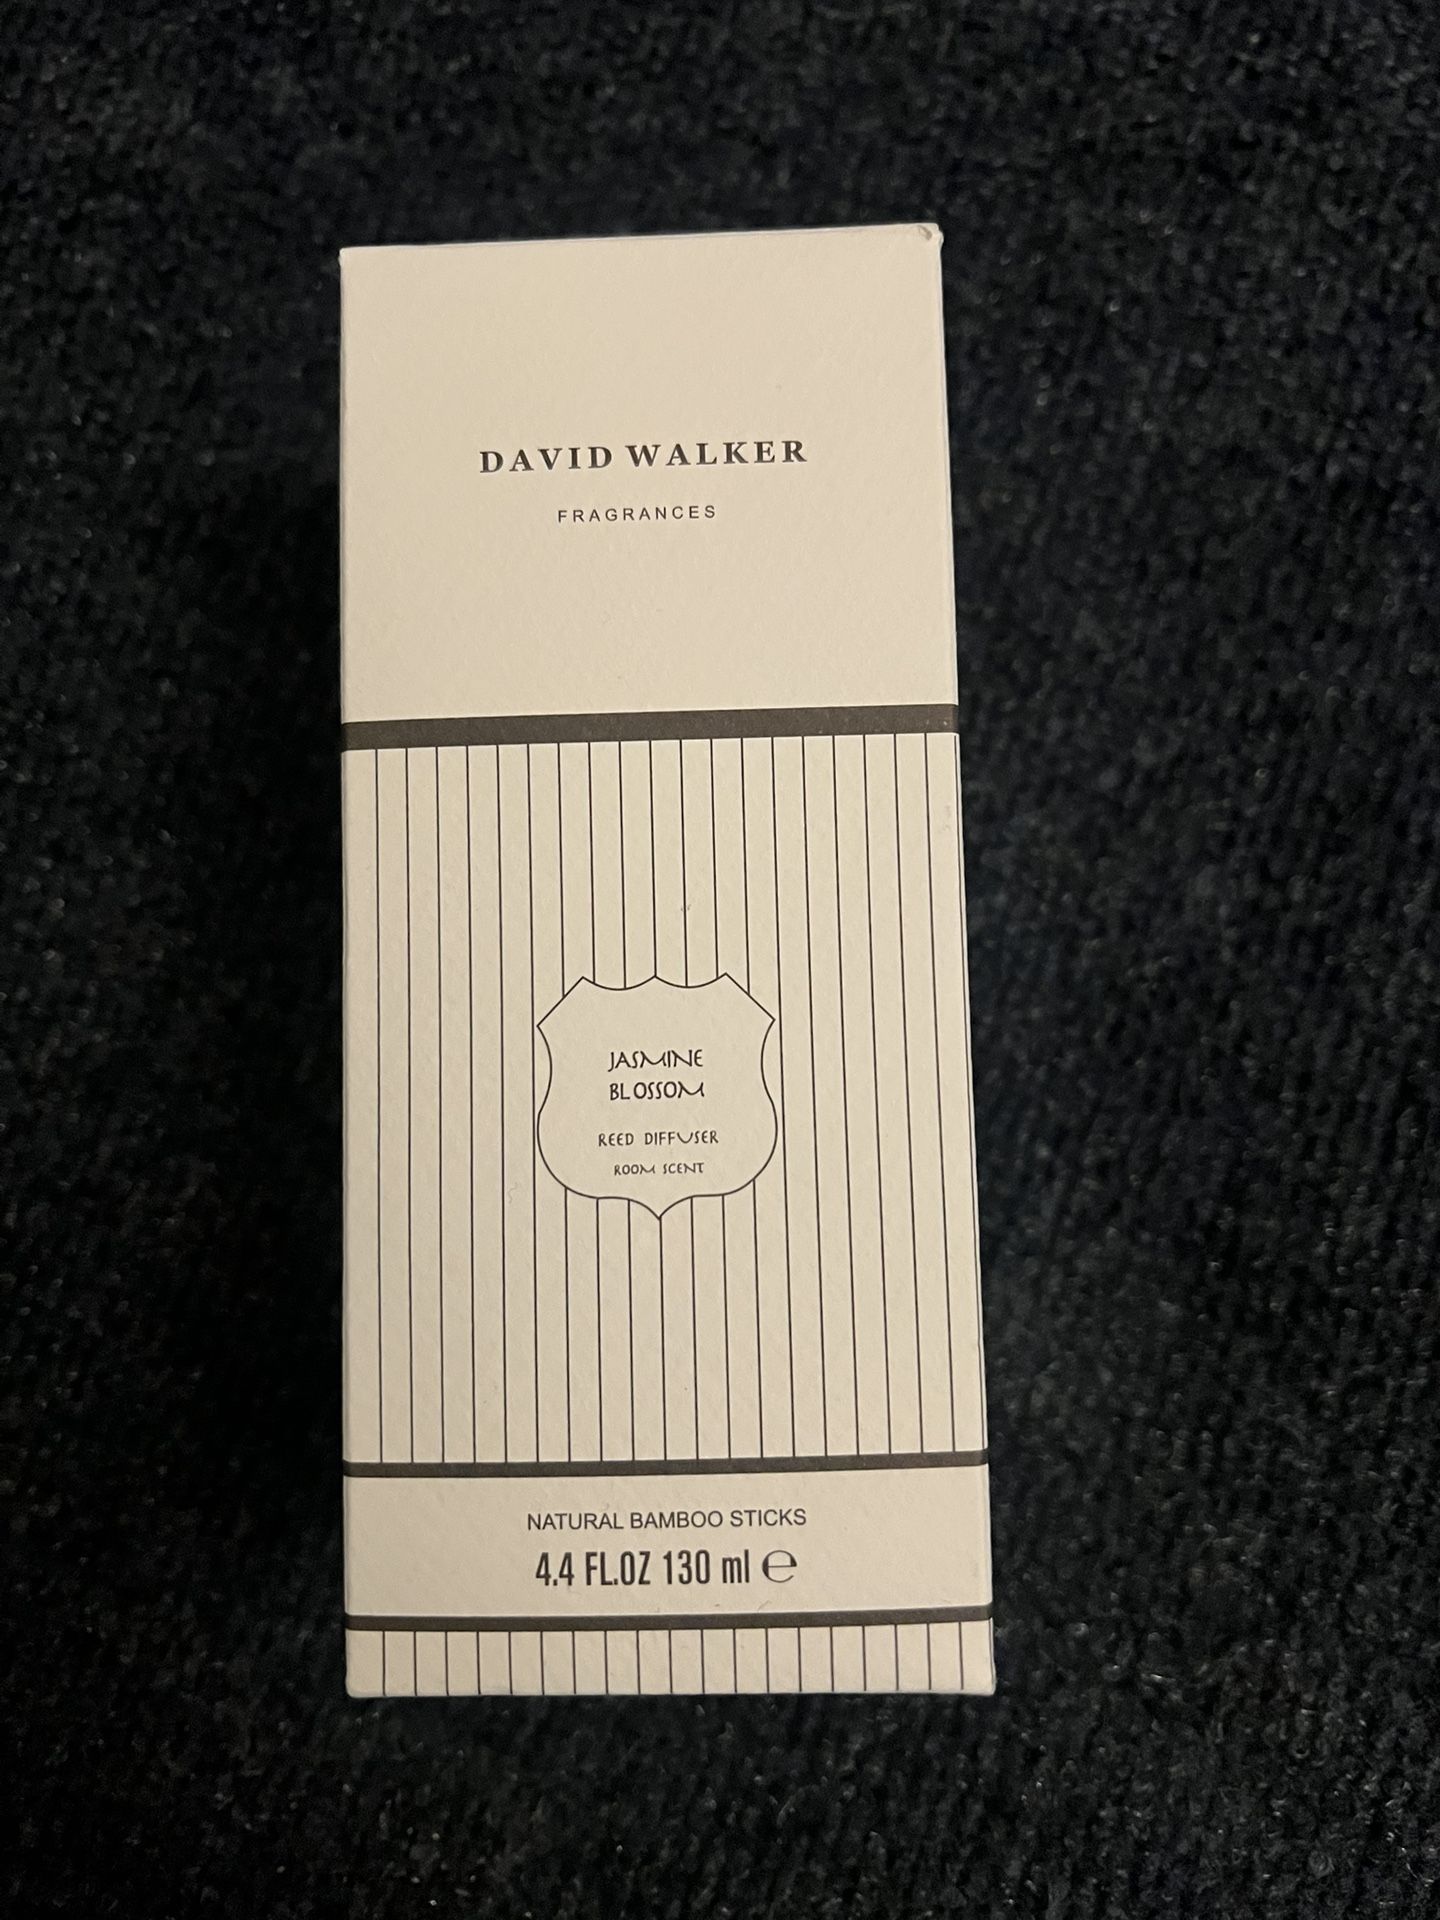 DAVID WALKER
FRAGRANCES
JASMINE
BLOSSOM
REED DIFFUSER
ROOM SCENT
NATURAL BAMBOO STICKS
4.4 FL.OZ 130 ml ℮